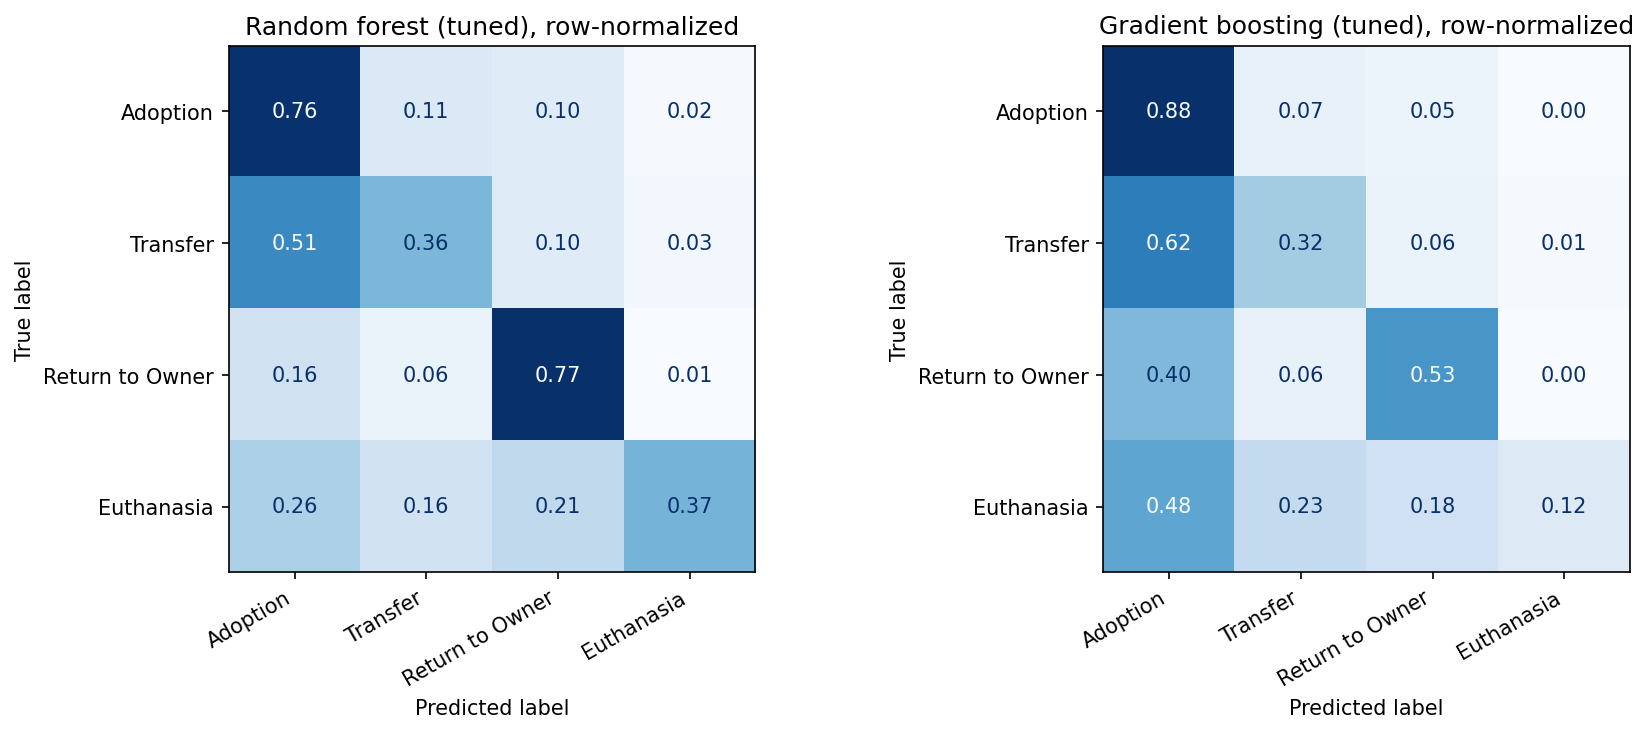 Random forest (tuned), row-normalized
True label
Adoption
0.76 0.11 0.10 0.02
Transfer
0.51 0.36 0.10 0.03
Return to Owner
0.16 0.06 0.77 0.01
Euthanasia
0.26 0.16 0.21 0.37
Adoption
Transfer
Return to Owner
Euthanasia
Predicted label
Gradient boosting (tuned), row-normalized
True label
Adoption
0.88 0.07 0.05 0.00
Transfer
0.62 0.32 0.06 0.01
Return to Owner
0.40 0.06 0.53 0.00
Euthanasia
0.48 0.23 0.18 0.12
Adoption
Transfer
Return to Owner
Euthanasia
Predicted label